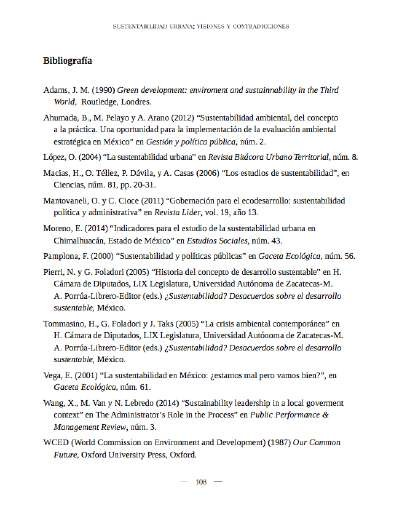 SUSTENTABILIDAD URBANA: VISIONES Y CONTRADICCIONES
Bibliografía
Adams, J. M. (1990) Green development: enviroment and sustainnability in the Third
World, Routledge, Londres.
Ahumada, B., M. Pelayo y A. Arano (2012) “Sustentabilidad ambiental, del concepto
a la práctica. Una oportunidad para la implementación de la evaluación ambiental
estratégica en México” en Gestión y política pública, núm. 2.
López, O. (2004) “La sustentabilidad urbana” en Revista Bitácora Urbano Territorial, núm. 8.
Macías, H., O. Téllez, P. Dávila, y A. Casas (2006) “Los estudios de sustentabilidad”, en
Ciencias, núm. 81, pp. 20-31.
Mantovaneli, O. y C. Cioce (2011) “Gobernación para el ecodesarrollo: sustentabilidad
política y administrativa” en Revista Lider, vol. 19, año 13.
Moreno, E. (2014) “Indicadores para el estudio de la sustentabilidad urbana en
Chimalhuacán, Estado de México” en Estudios Sociales, núm. 43.
Pamplona, F. (2000) “Sustentabilidad y políticas públicas” en Gaceta Ecológica, núm. 56.
Pierri, N. y G. Foladori (2005) “Historia del concepto de desarrollo sustentable” en H.
Cámara de Diputados, LIX Legislatura, Universidad Autónoma de Zacatecas-M.
A. Porrúa-Librero-Editor (eds.) ¿Sustentabilidad? Desacuerdos sobre el desarrollo
sustentable, México.
Tommasino, H., G. Foladori y J. Taks (2005) “La crisis ambiental contemporánea” en
H. Cámara de Diputados, LIX Legislatura, Universidad Autónoma de Zacatecas-M.
A. Porrúa-Librero-Editor (eds.) ¿Sustentabilidad? Desacuerdos sobre el desarrollo
sustentable, México.
Vega, E. (2001) “La sustentabilidad en México: ¿estamos mal pero vamos bien?”, en
Gaceta Ecológica, núm. 61.
Wang, X., M. Van y N. Lebredo (2014) “Sustainability leadership in a local goverment
context” en The Administrator’s Role in the Process” en Public Performance &
Management Review, núm. 3.
WCED (World Commission on Environment and Development) (1987) Our Common
Future, Oxford University Press, Oxford.